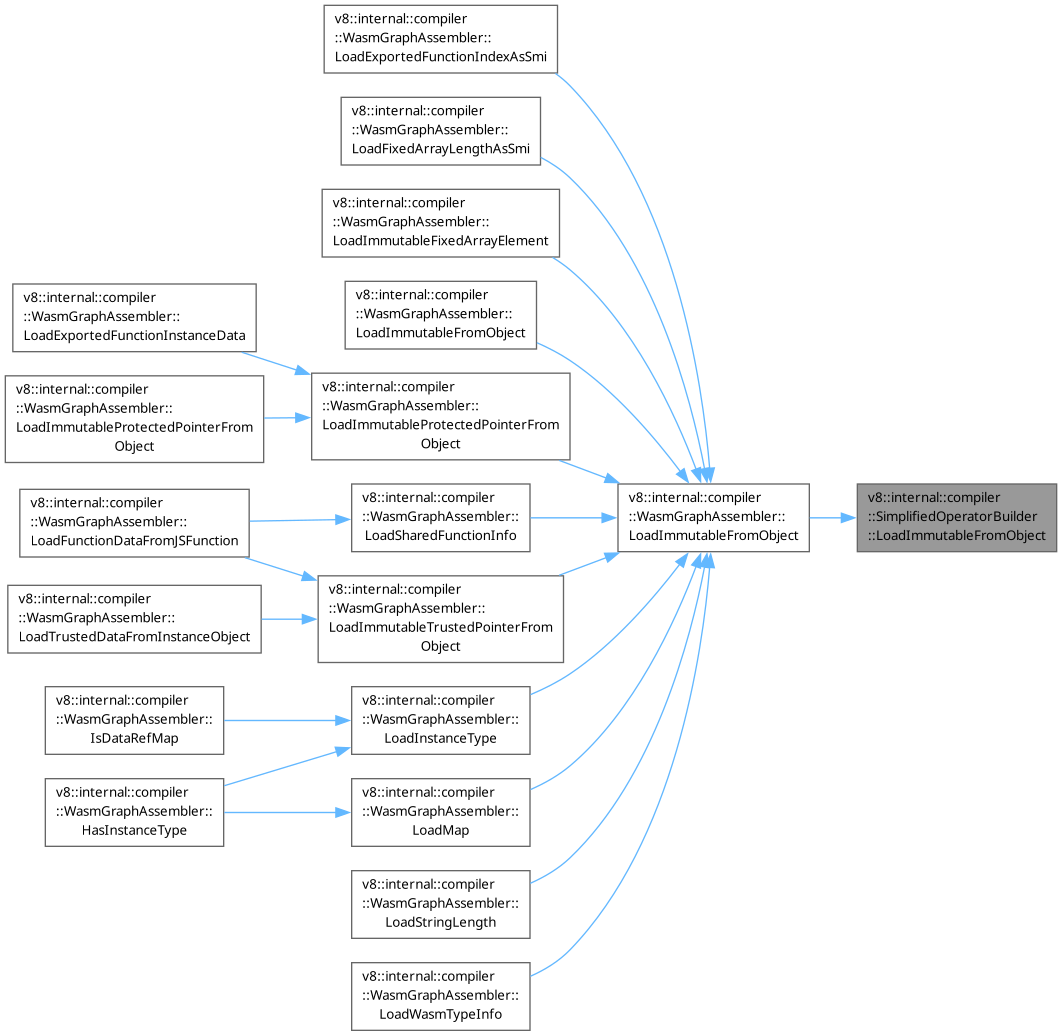 v8::internal::compiler
::WasmGraphAssembler::
LoadExportedFunctionIndexAsSmi
v8::internal::compiler
::WasmGraphAssembler::
LoadFixedArrayLengthAsSmi
v8::internal::compiler
::WasmGraphAssembler::
LoadImmutableFixedArrayElement
v8::internal::compiler
::WasmGraphAssembler::
LoadImmutableFromObject
v8::internal::compiler
::WasmGraphAssembler::
LoadExportedFunctionInstanceData
v8::internal::compiler
::WasmGraphAssembler::
LoadImmutableProtectedPointerFrom
Object
v8::internal::compiler
::WasmGraphAssembler::
LoadImmutableProtectedPointerFrom
Object
v8::internal::compiler
::WasmGraphAssembler::
LoadFunctionDataFromJSFunction
v8::internal::compiler
::WasmGraphAssembler::
LoadSharedFunctionInfo
v8::internal::compiler
::WasmGraphAssembler::
LoadImmutableFromObject
v8::internal::compiler
::SimplifiedOperatorBuilder
::LoadImmutableFromObject
v8::internal::compiler
::WasmGraphAssembler::
LoadTrustedDataFromInstanceObject
v8::internal::compiler
::WasmGraphAssembler::
LoadImmutableTrustedPointerFrom
Object
v8::internal::compiler
::WasmGraphAssembler::
IsDataRefMap
v8::internal::compiler
::WasmGraphAssembler::
LoadInstanceType
v8::internal::compiler
::WasmGraphAssembler::
HasInstanceType
v8::internal::compiler
::WasmGraphAssembler::
LoadMap
v8::internal::compiler
::WasmGraphAssembler::
LoadStringLength
v8::internal::compiler
::WasmGraphAssembler::
LoadWasmTypeInfo